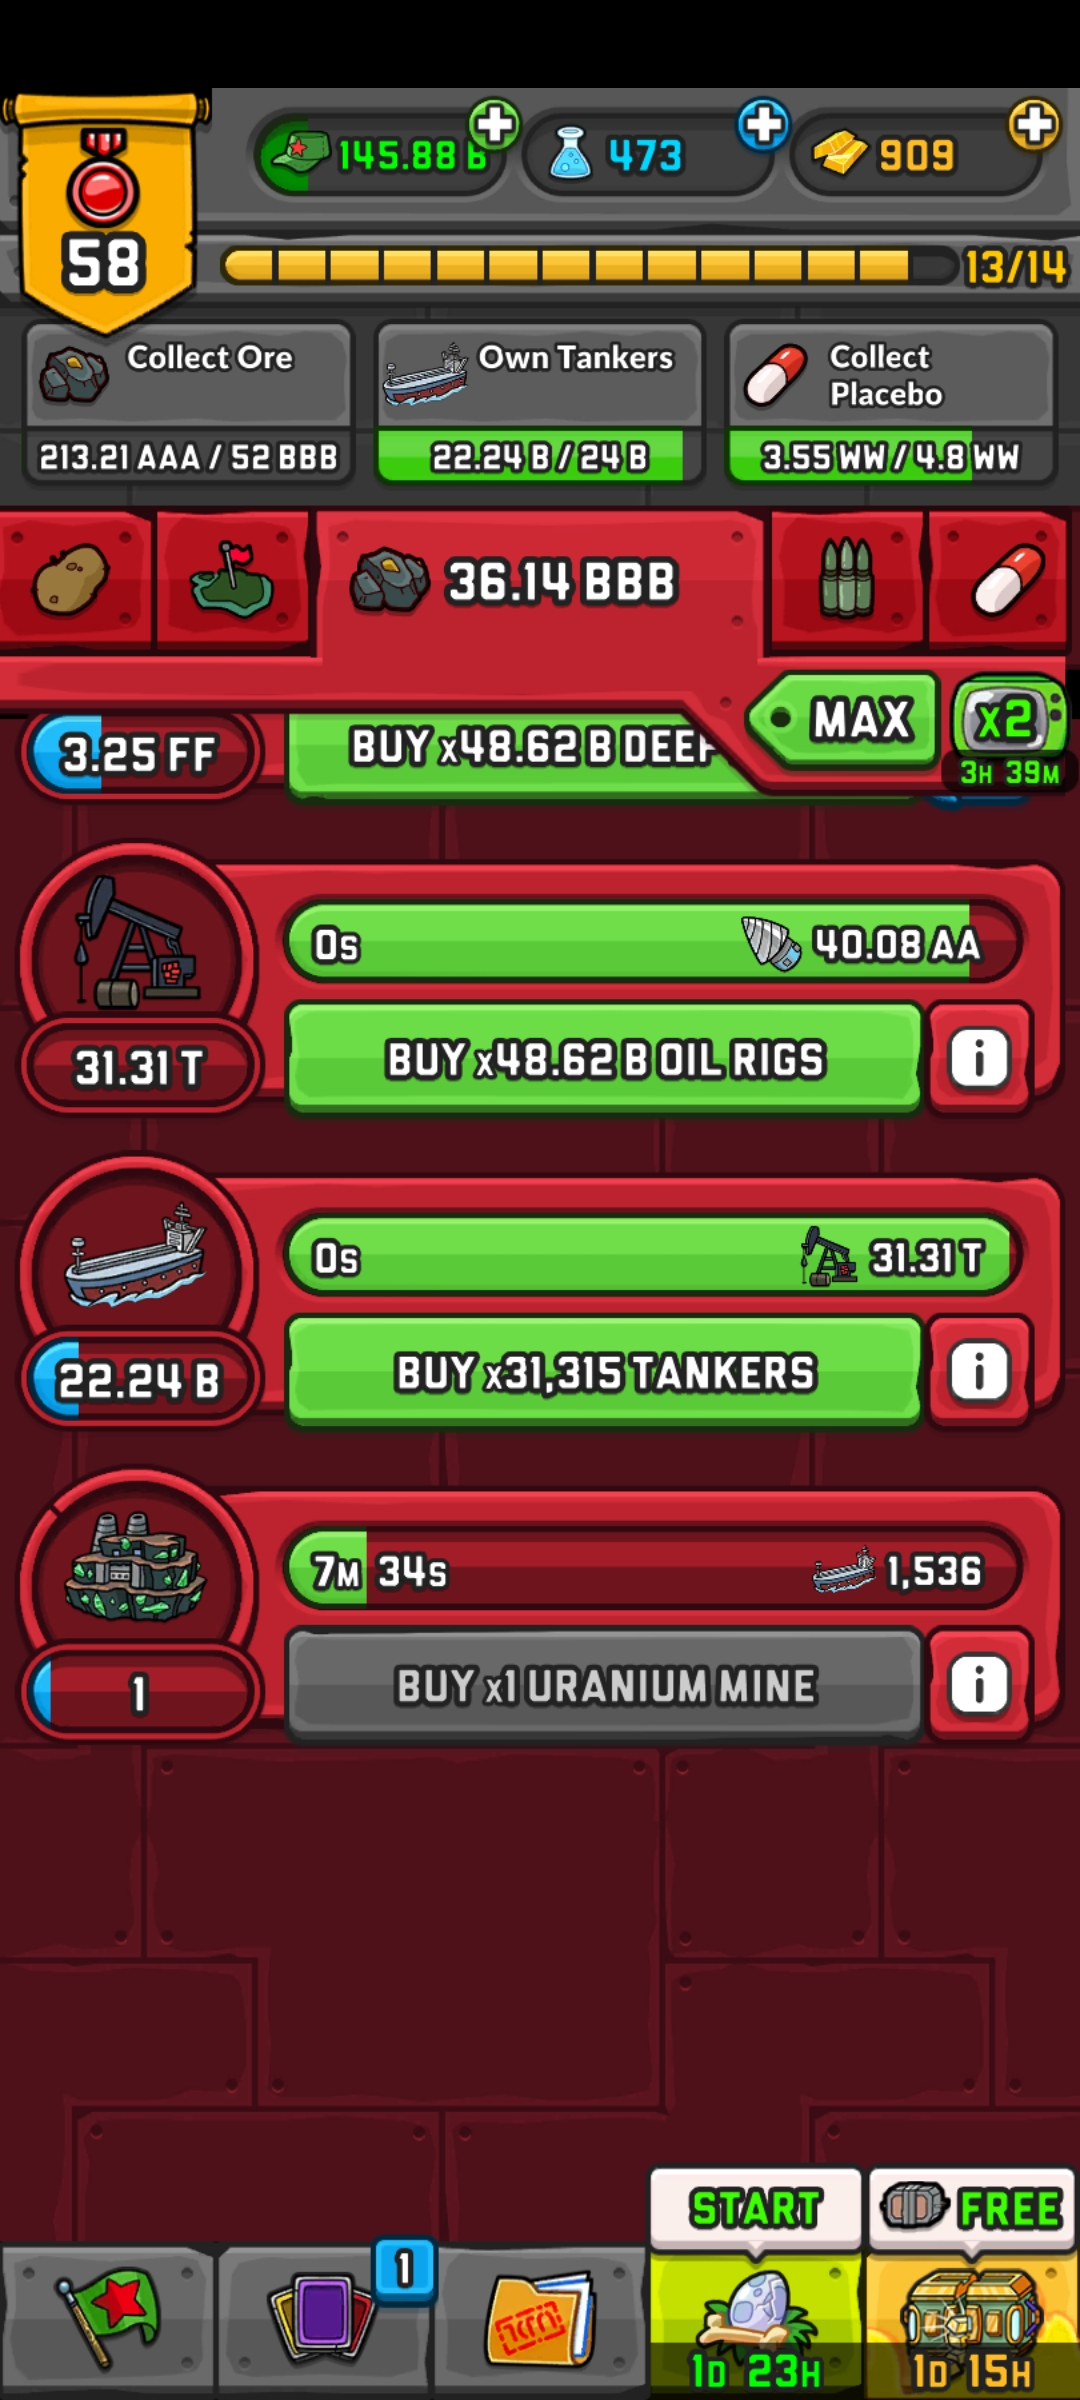 145.88 B
473
909
58
13/14
Collect Ore
Own Tankers
Collect
Placebo
213.21 AAA / 52 BBB
22.24 B / 24 B
3.55 WW / 4.8 WW
36.14 BBB
MAX
x2
3H 39M
3.25 FF
BUY x48.62 B DEEP
0s
40.08 AA
31.31 T
BUY x48.62 B OIL RIGS
i
0s
31.31 T
22.24 B
BUY x31,315 TANKERS
i
7M 34s
1,536
1
BUY x1 URANIUM MINE
i
START
FREE
1
1D 23H
1D 15H